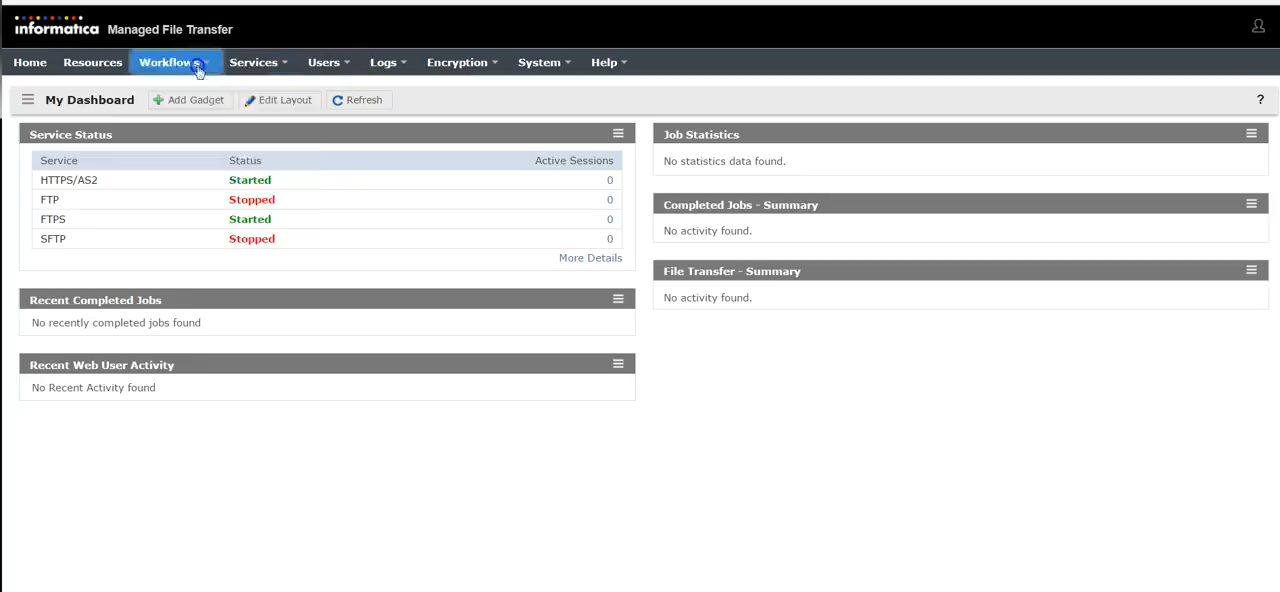 informatica Managed File Transfer
Home Resources Workflows Services Users Logs Encryption System Help
My Dashboard Add Gadget Edit Layout Refresh ?
Service Status
Service Status Active Sessions
HTTPS/AS2 Started 0
FTP Stopped 0
FTPS Started 0
SFTP Stopped 0
More Details
Recent Completed Jobs
No recently completed jobs found
Recent Web User Activity
No Recent Activity found
Job Statistics
No statistics data found.
Completed Jobs - Summary
No activity found.
File Transfer - Summary
No activity found.